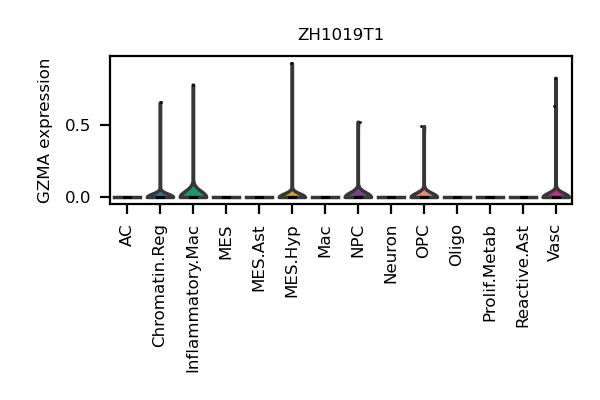 ZH1019T1
GZMA expression
0.5
0.0
AC
Chromatin.Reg
Inflammatory.Mac
MES
MES.Ast
MES.Hyp
Mac
NPC
Neuron
OPC
Oligo
Prolif.Metab
Reactive.Ast
Vasc